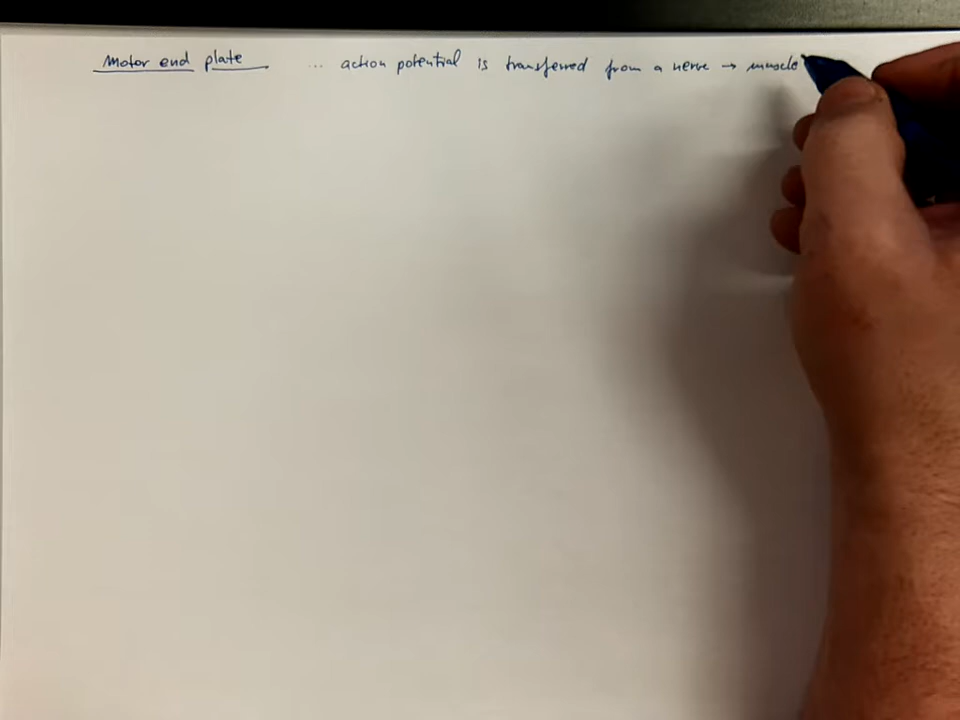 Motor end plate ... action potential is transferred from a nerve → muscle